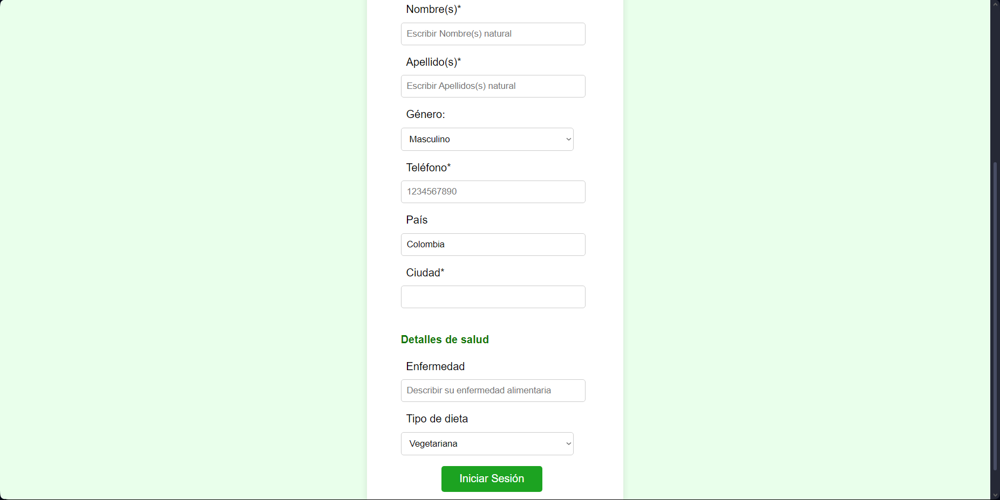 Nombre(s)*
Escribir Nombre(s) natural
Apellido(s)*
Escribir Apellidos(s) natural
Género:
Masculino
Teléfono*
1234567890
País
Colombia
Ciudad*
Detalles de salud
Enfermedad
Describir su enfermedad alimentaria
Tipo de dieta
Vegetariana
Iniciar Sesión